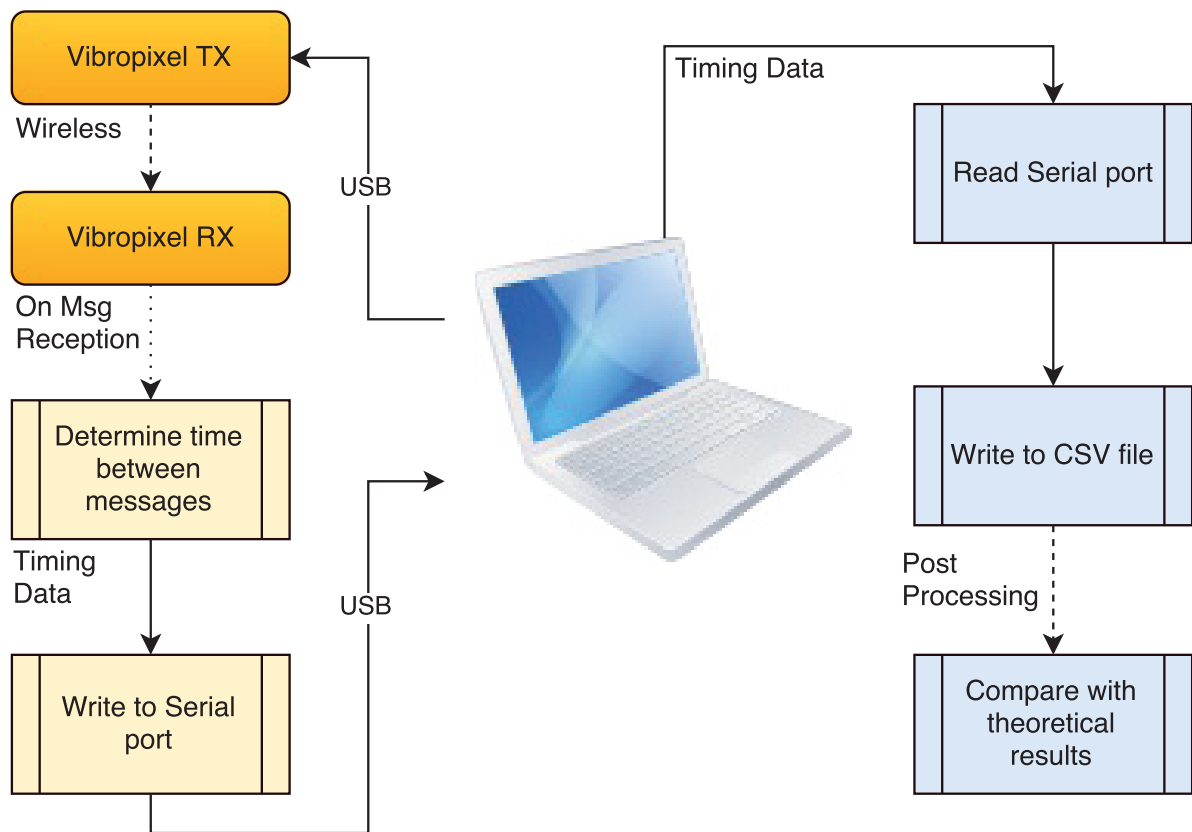 Vibropixel TX
Wireless
Vibropixel RX
On Msg
Reception
Determine time
between
messages
Timing
Data
Write to Serial
port
USB
USB
Timing Data
Read Serial port
Write to CSV file
Post
Processing
Compare with
theoretical
results